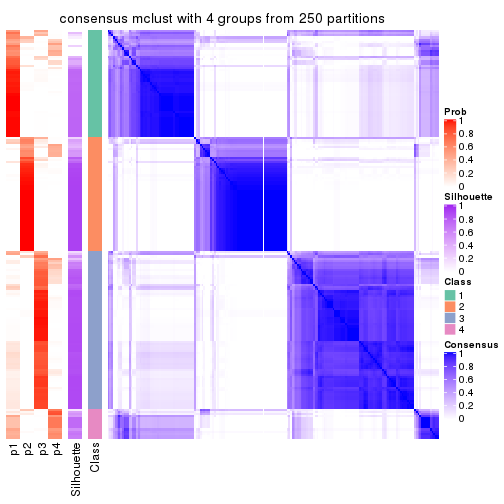 consensus mclust with 4 groups from 250 partitions
Prob
1
0.8
0.6
0.4
0.2
0
Silhouette
1
0.8
0.6
0.4
0.2
0
Class
1
2
3
4
Consensus
1
0.8
0.6
0.4
0.2
0
p1
p2
p3
p4
Silhouette
Class